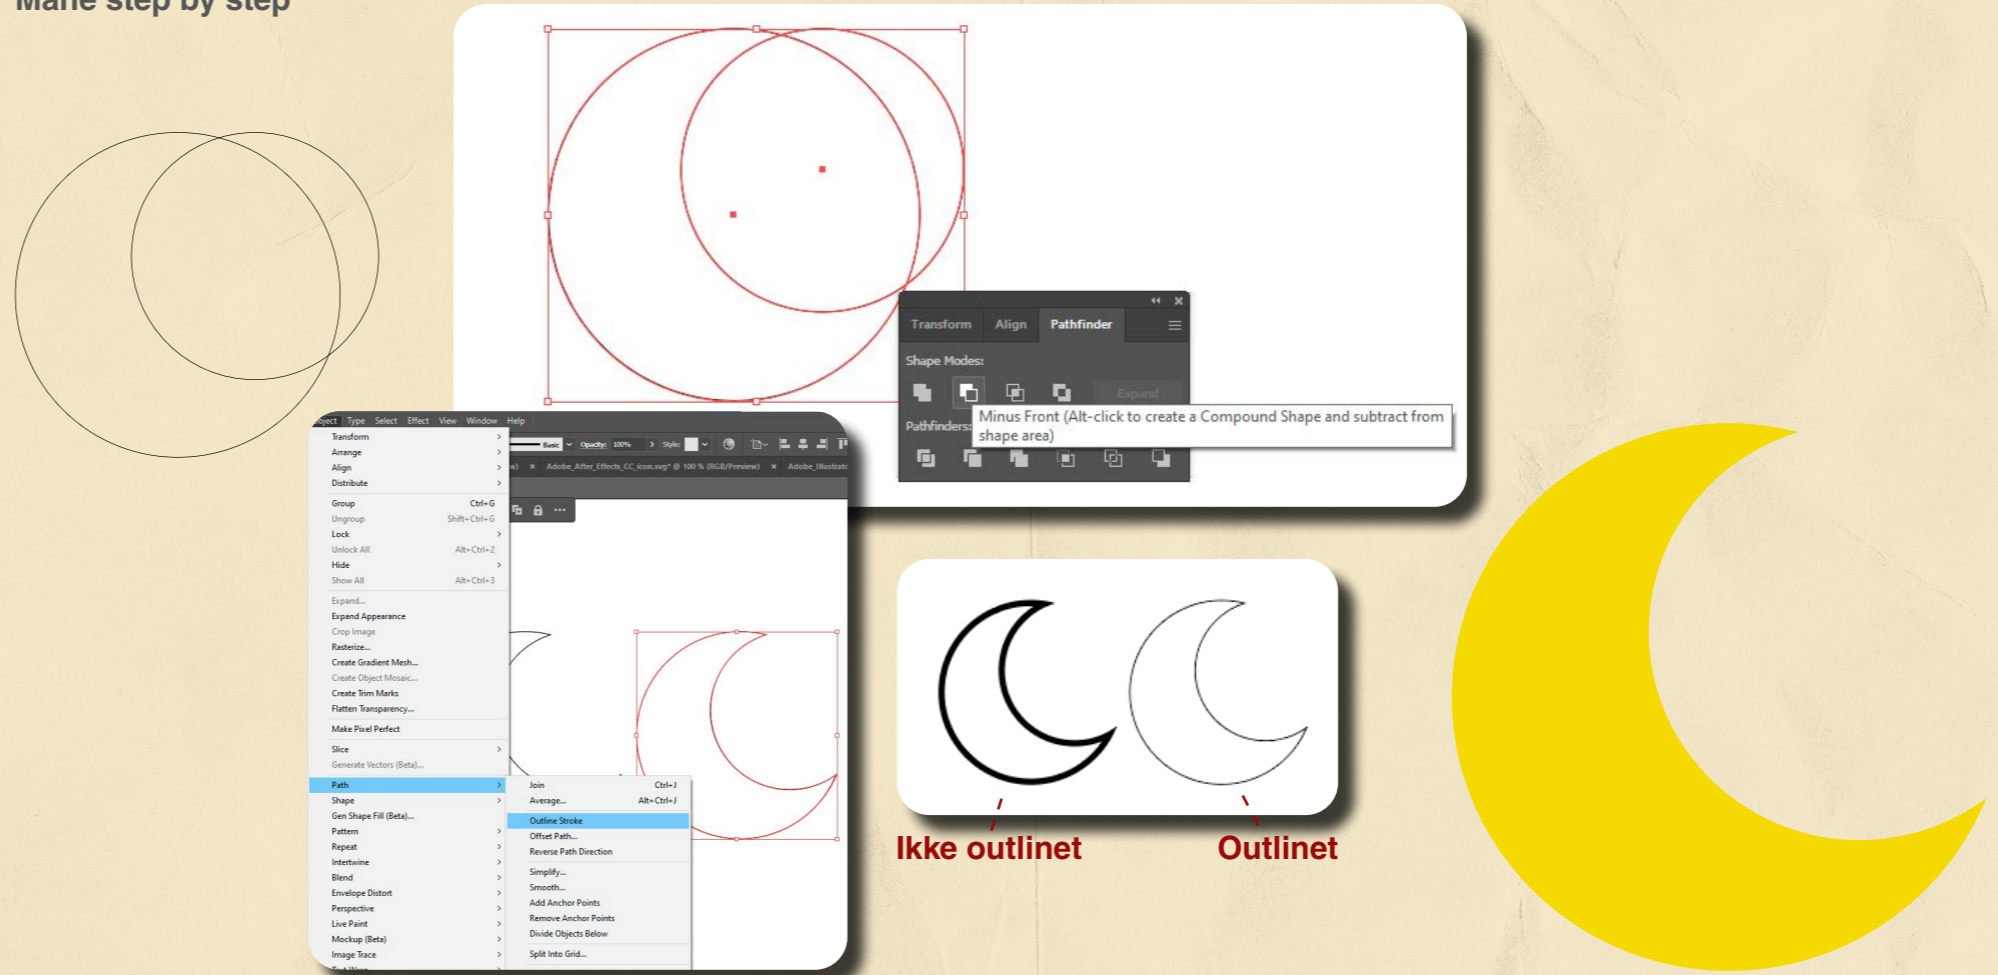 Måne step by step
Transform Align Pathfinder
Shape Modes:
Expand
Minus Front (Alt-click to create a Compound Shape and subtract from
shape area)
Pathfinders:
Object Type Select Effect View Window Help
Basic Opacity: 100% Style:
Adobe_After_Effects_CC_icon.svg* @ 100 % (RGB/Preview) × Adobe_Illustrato
Transform
Arrange
Align
Distribute
Group Ctrl+G
Ungroup Shift+Ctrl+G
Lock
Unlock All Alt+Ctrl+2
Hide
Show All Alt+Ctrl+3
Expand...
Expand Appearance
Crop Image
Rasterize...
Create Gradient Mesh...
Create Object Mosaic...
Create Trim Marks
Flatten Transparency...
Make Pixel Perfect
Slice
Generate Vectors (Beta)...
Path
Shape
Gen Shape Fill (Beta)...
Pattern
Repeat
Intertwine
Blend
Envelope Distort
Perspective
Live Paint
Mockup (Beta)
Image Trace
Text Wrap
Join Ctrl+J
Average... Alt+Ctrl+J
Outline Stroke
Offset Path...
Reverse Path Direction
Simplify...
Smooth...
Add Anchor Points
Remove Anchor Points
Divide Objects Below
Split Into Grid...
Ikke outlinet
Outlinet